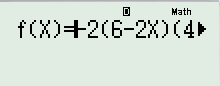 D Math
f(X)=-2(6-2X)(4▶